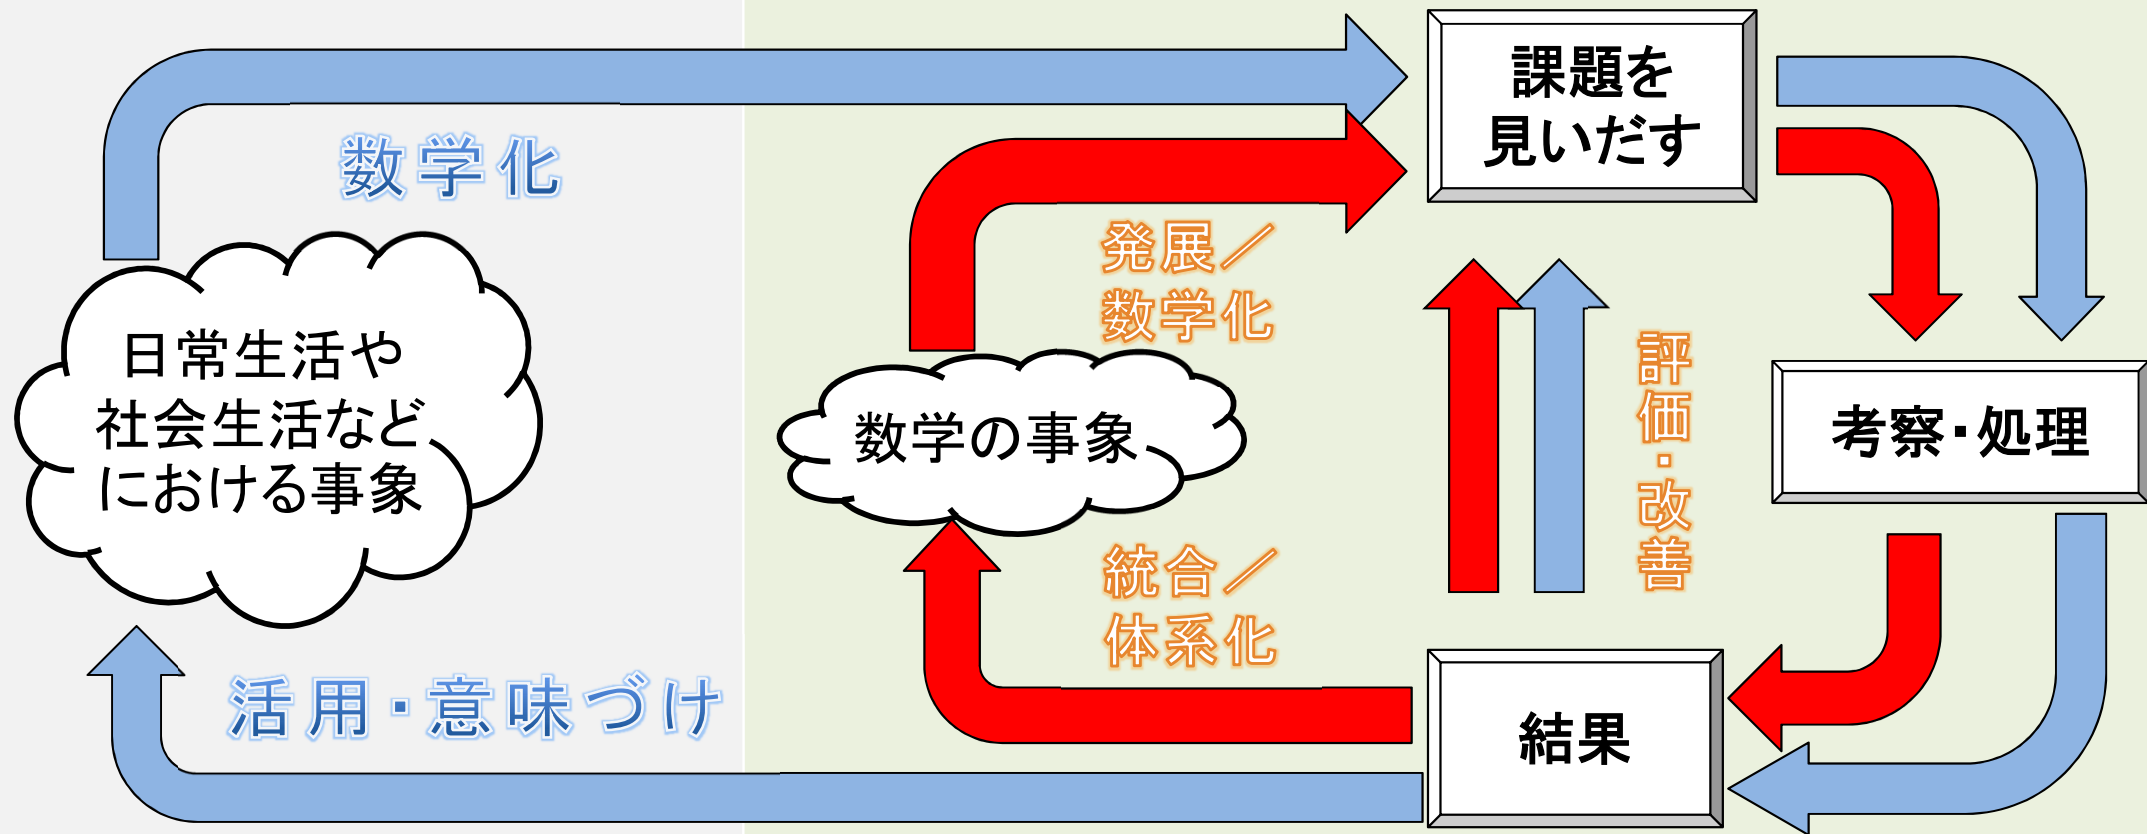 課題を
見いだす
数学化
発展／
数学化
日常生活や
社会生活など
における事象
数学の事象
評価・改善
考察・処理
統合／
体系化
活用・意味づけ
結果